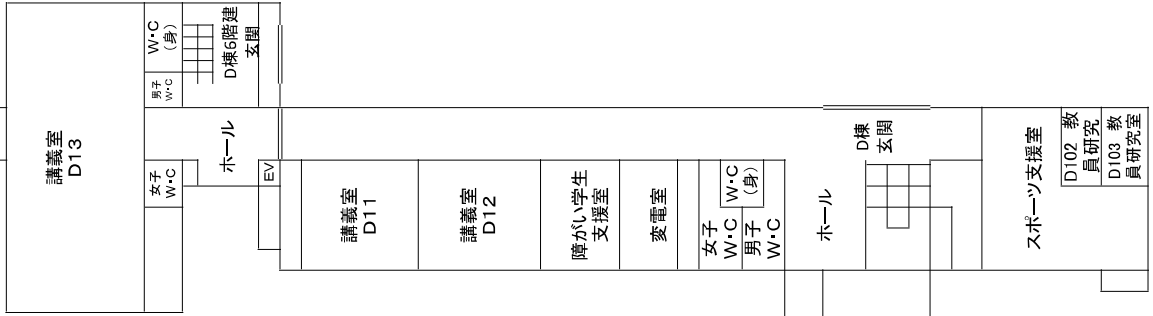 講義室
D13
W・C
(身)
男子
W・C
女子
W・C
D棟6階建
玄関
ホール
EV
講義室
D11
講義室
D12
障がい学生
支援室
変電室
女子
W・C
W・C
(身)
男子
W・C
ホール
D棟
玄関
スポーツ支援室
D102 教
員研究
D103 教
員研究室